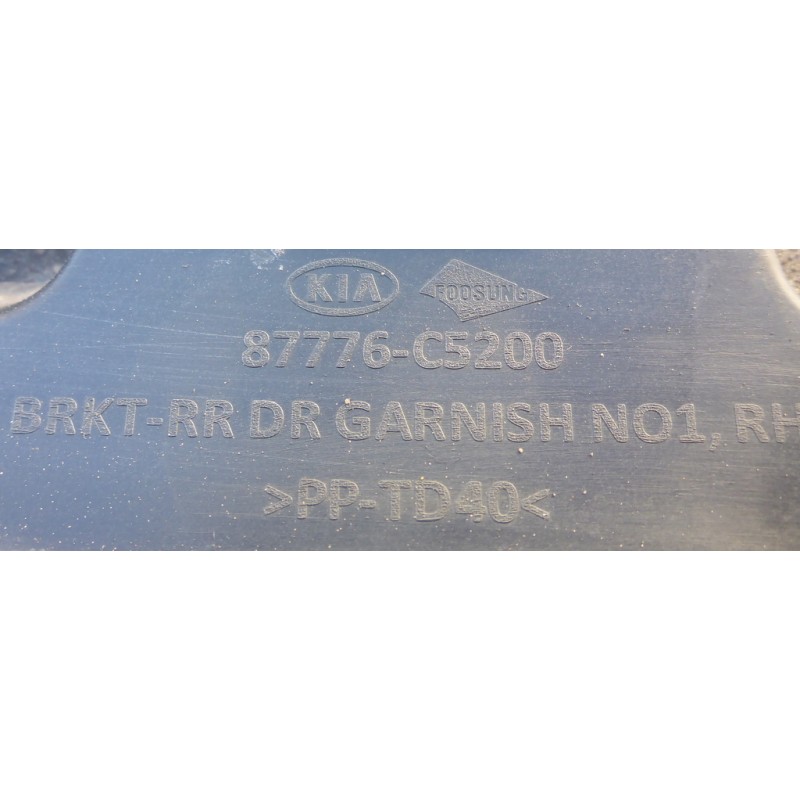 KIA FOOSUNG
87776-C5200
BRKT-RR DR GARNISH NO1, RH
>PP-TD40<